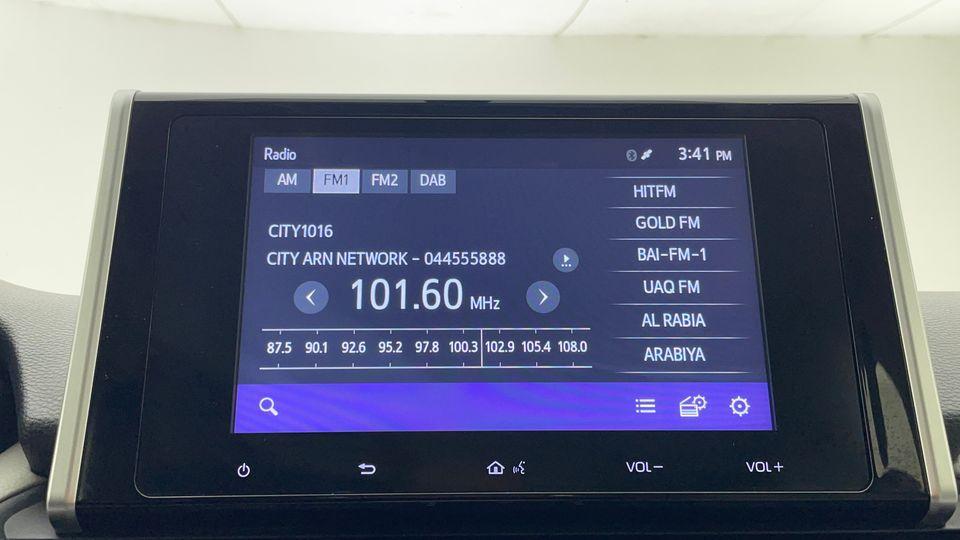 Radio
3:41 PM
AM FM1 FM2 DAB
CITY1016
CITY ARN NETWORK - 044555888
101.60 MHz
87.5 90.1 92.6 95.2 97.8 100.3 102.9 105.4 108.0
HITFM
GOLD FM
BAI-FM-1
UAQ FM
AL RABIA
ARABIYA
VOL- VOL+